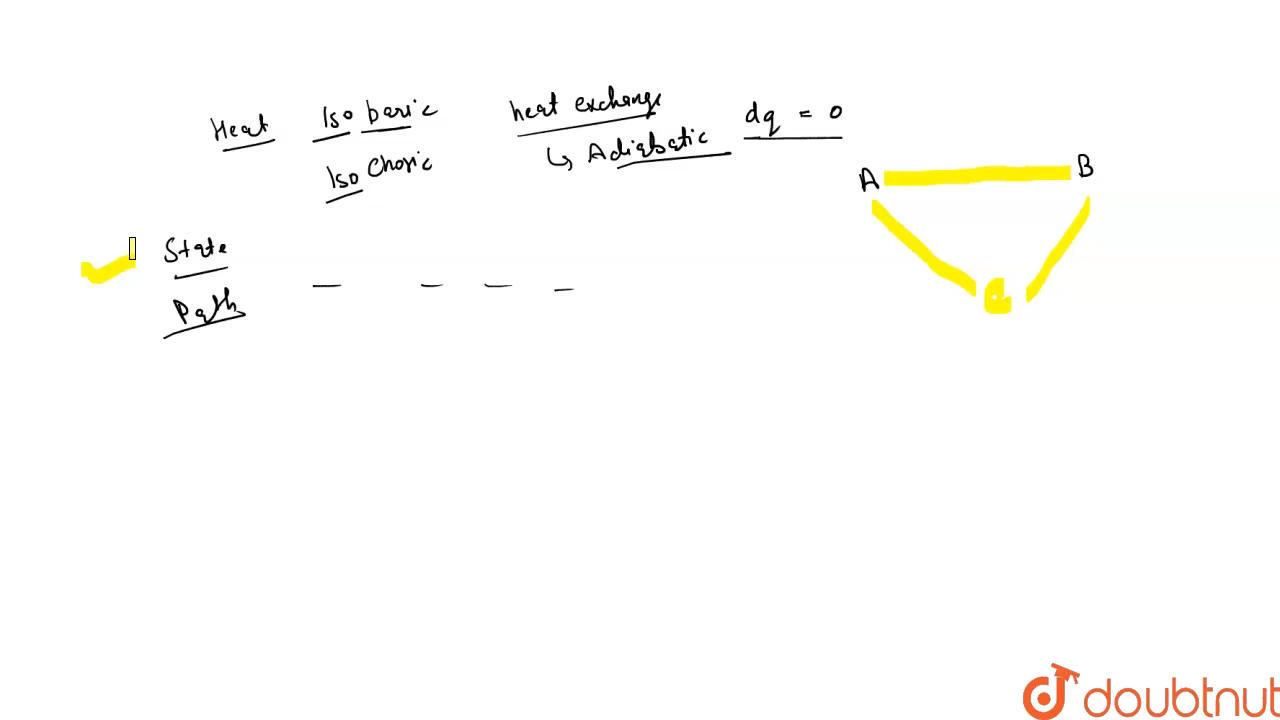 Heat Iso baric heat exchange dq = 0
Iso Choric ↳ Adiabatic
A B
State
Path
C
doubtnut